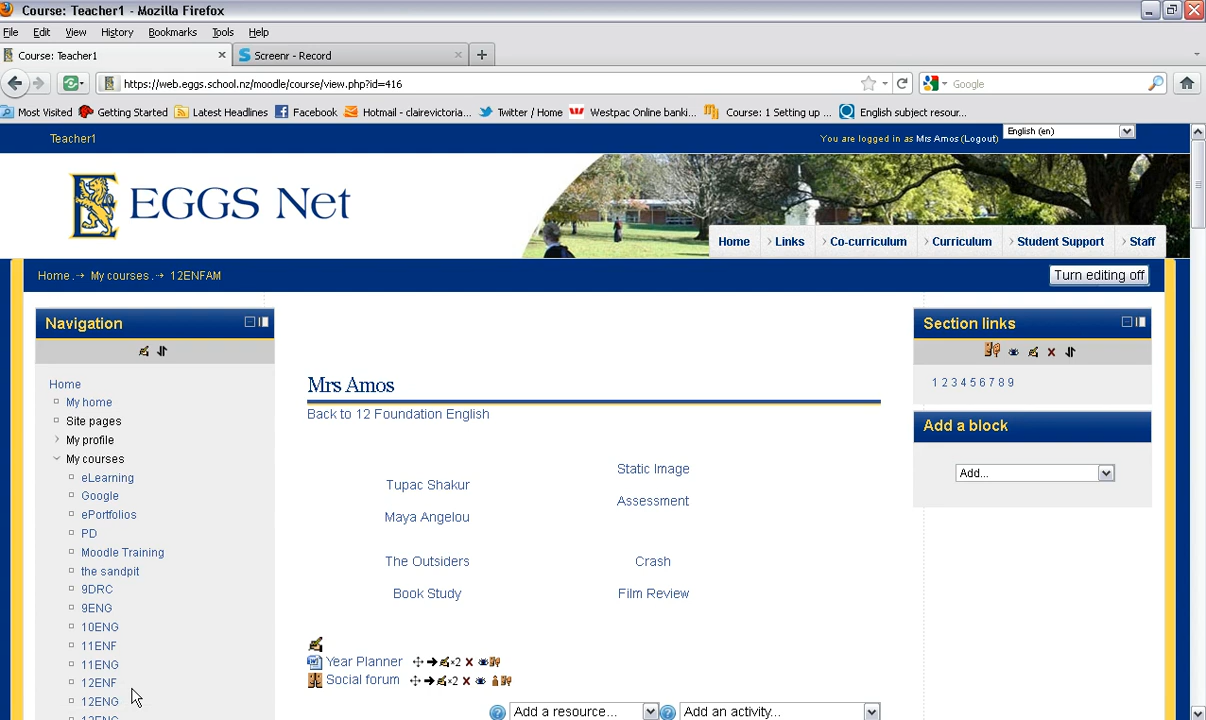 Course: Teacher1 - Mozilla Firefox
File Edit View History Bookmarks Tools Help
Course: Teacher1 × Screenr - Record × +
https://web.eggs.school.nz/moodle/course/view.php?id=416 Google
Most Visited Getting Started Latest Headlines Facebook Hotmail - clairevictoria... Twitter / Home Westpac Online banki... Course: 1 Setting up ... English subject resour...
Teacher1 You are logged in as Mrs Amos (Logout) English (en)
EGGS Net
Home Links Co-curriculum Curriculum Student Support Staff
Home → My courses → 12ENFAM Turn editing off
Navigation
Home
My home
Site pages
My profile
My courses
eLearning
Google
ePortfolios
PD
Moodle Training
the sandpit
9DRC
9ENG
10ENG
11ENF
11ENG
12ENF
12ENG
12ENG
Mrs Amos
Back to 12 Foundation English
Tupac Shakur
Maya Angelou
Static Image
Assessment
The Outsiders
Book Study
Crash
Film Review
Year Planner ×2
Social forum ×2
Add a resource... Add an activity...
Section links
1 2 3 4 5 6 7 8 9
Add a block
Add...